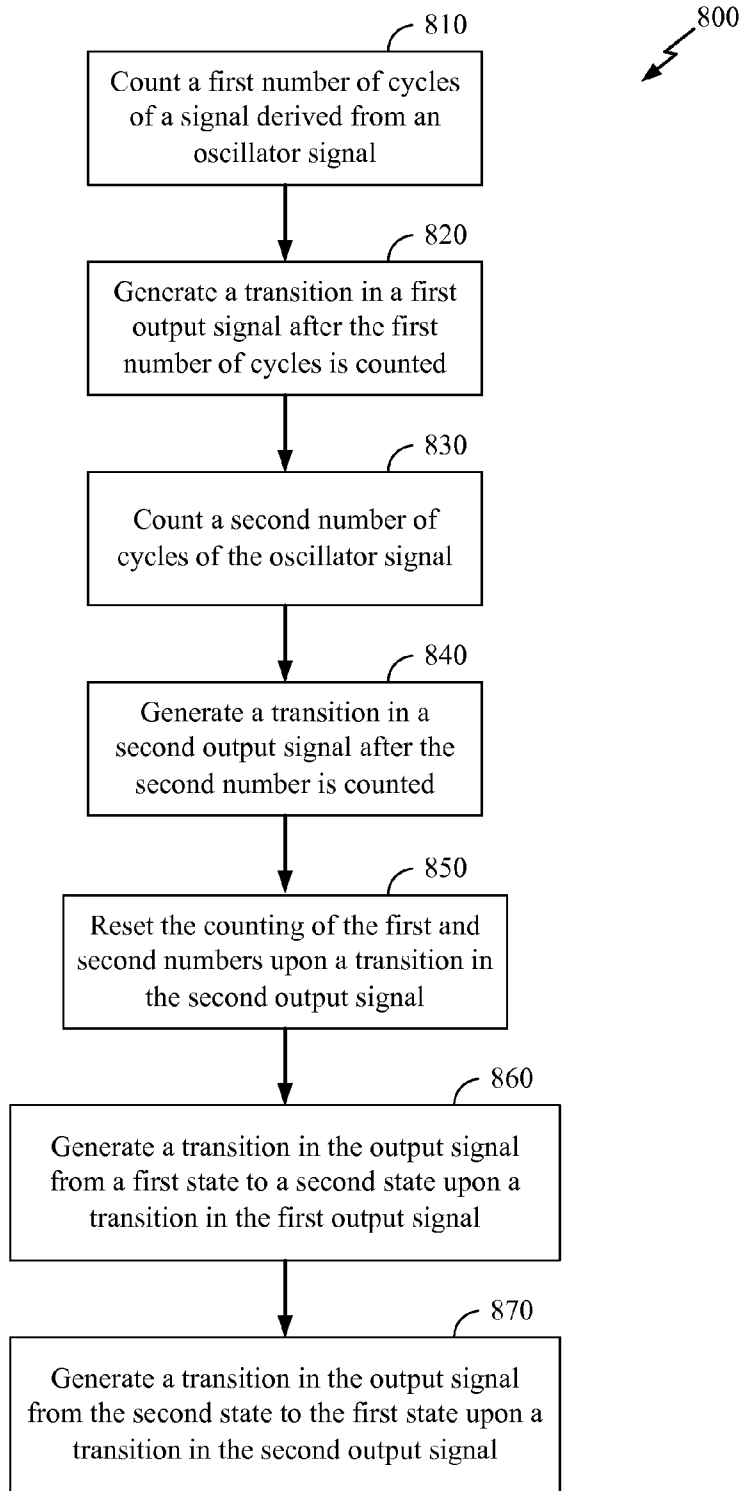 800
810
Count a first number of cycles
of a signal derived from an
oscillator signal
820
Generate a transition in a first
output signal after the first
number of cycles is counted
830
Count a second number of
cycles of the oscillator signal
840
Generate a transition in a
second output signal after the
second number is counted
850
Reset the counting of the first and
second numbers upon a transition in
the second output signal
860
Generate a transition in the output signal
from a first state to a second state upon a
transition in the first output signal
870
Generate a transition in the output signal
from the second state to the first state upon a
transition in the second output signal